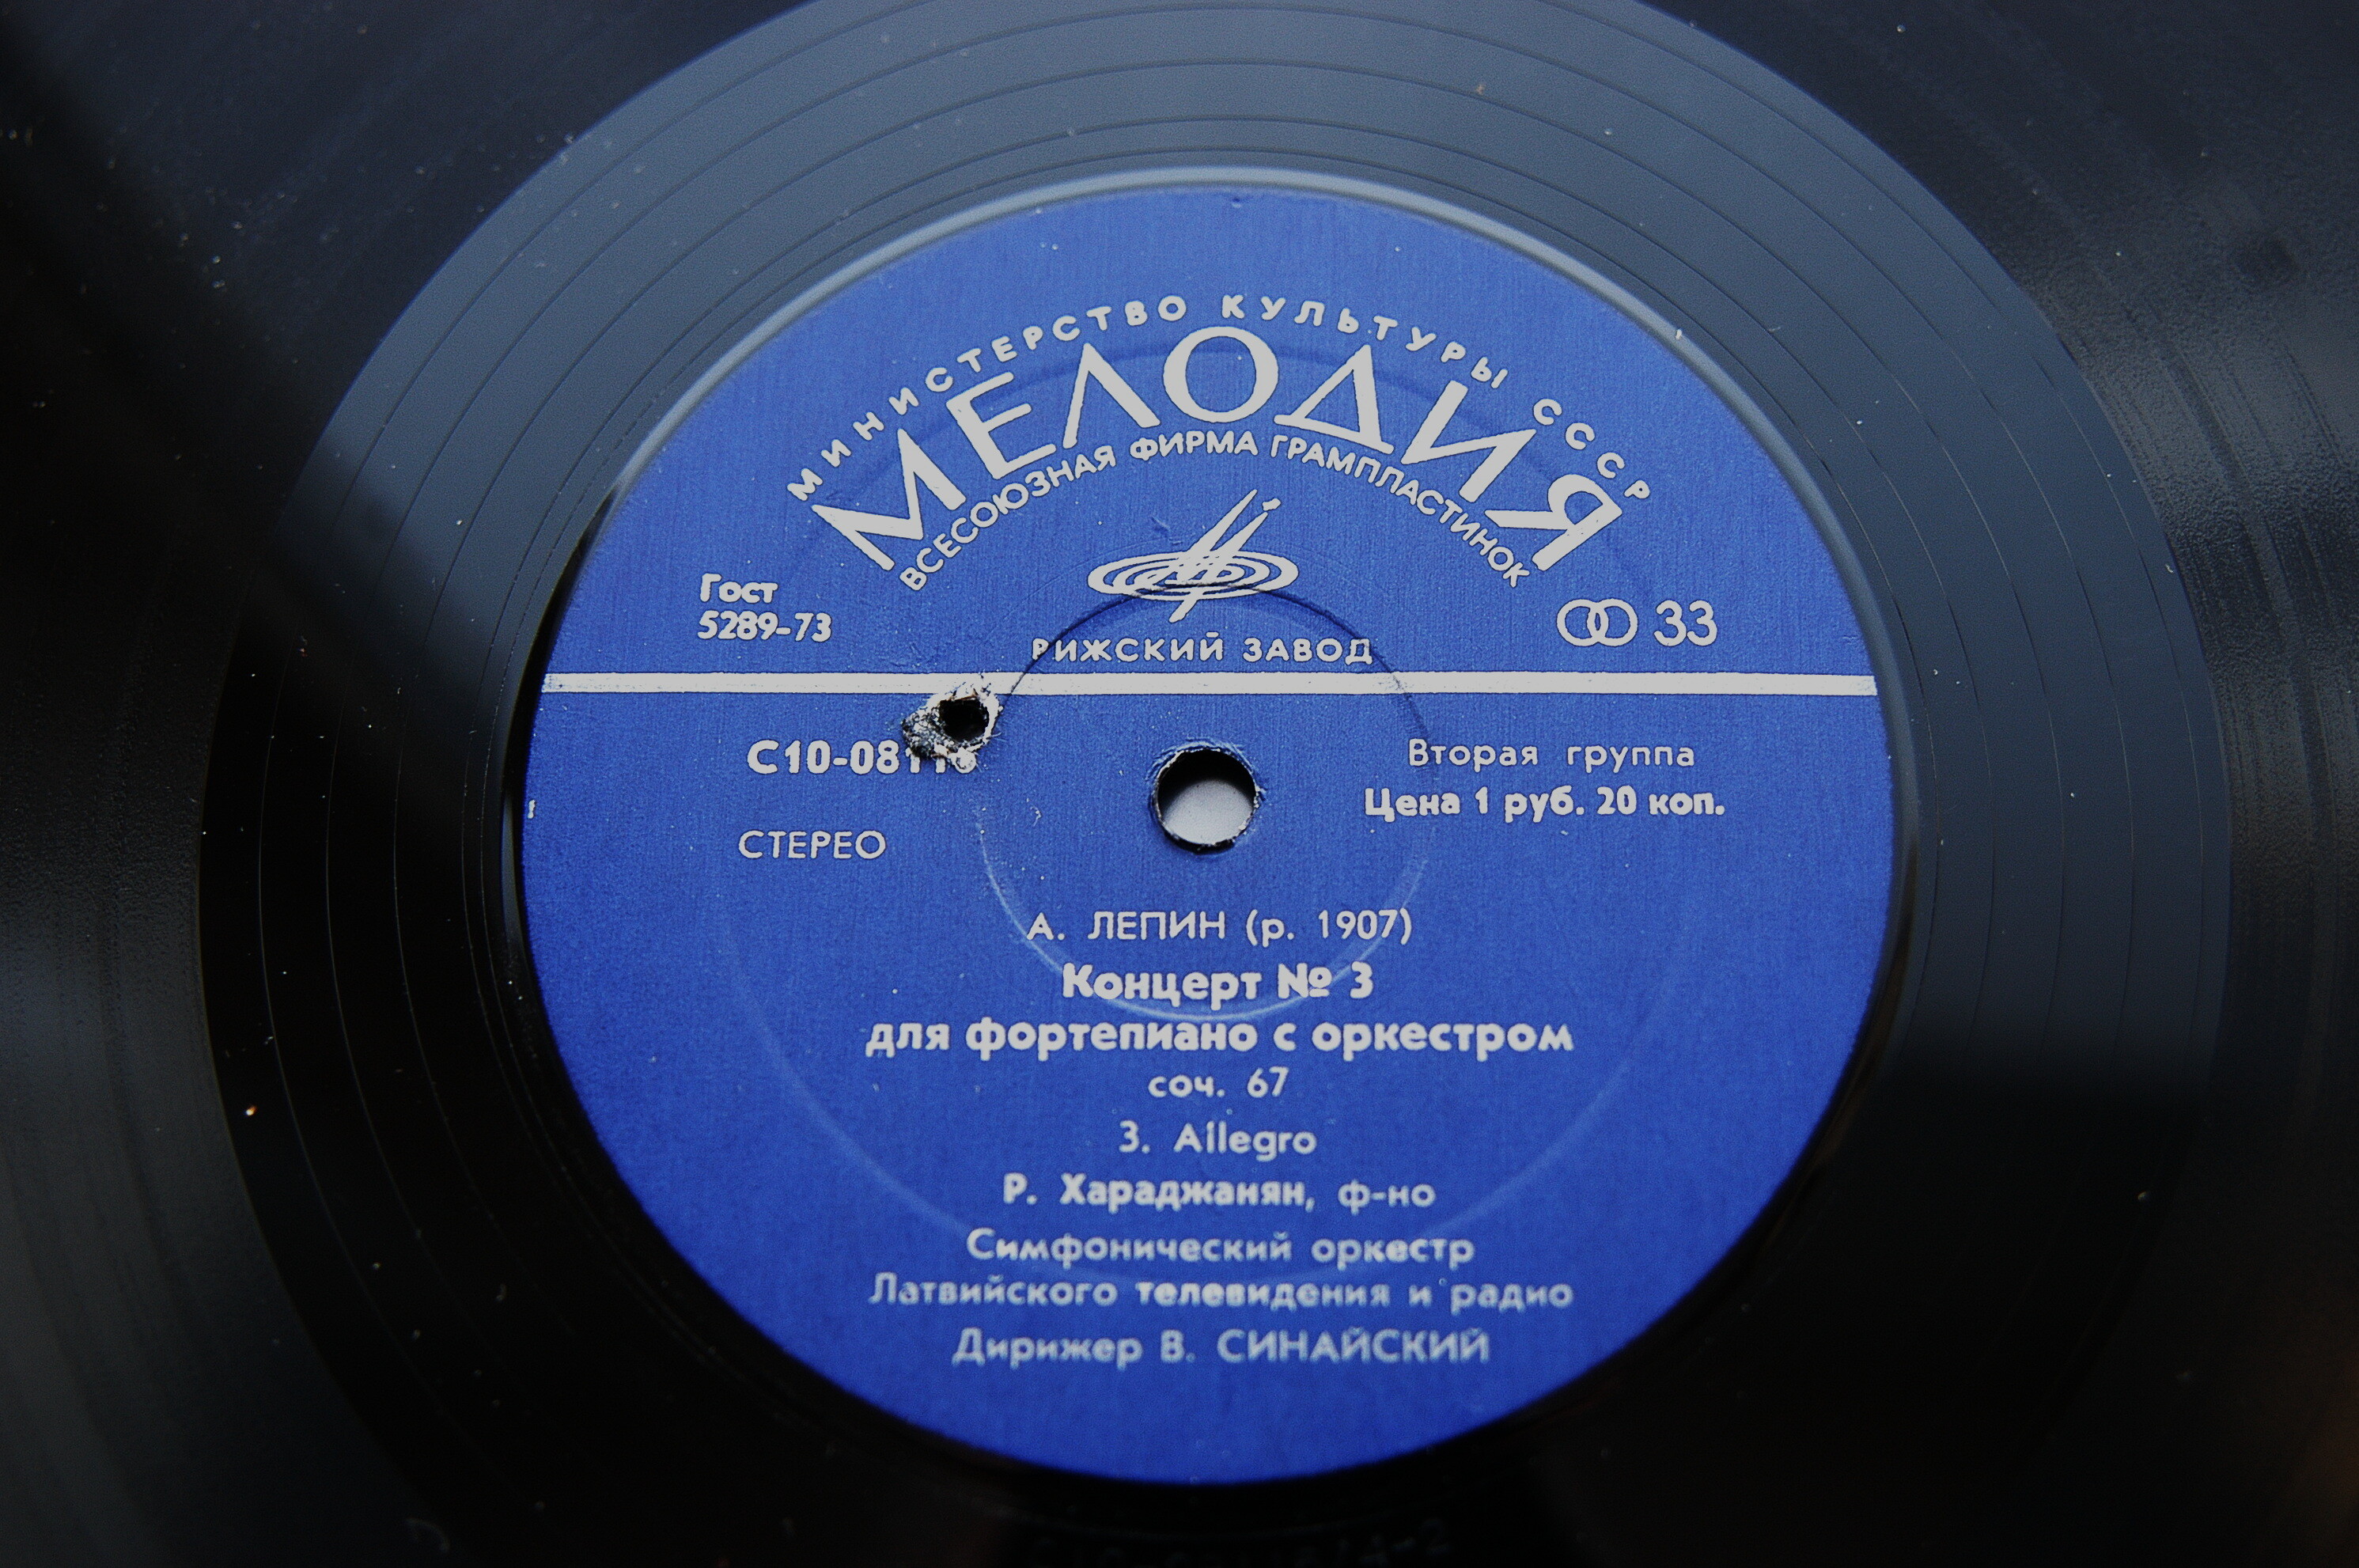 МИНИСТЕРСТВО КУЛЬТУРЫ СССР
МЕЛОДИЯ
ВСЕСОЮЗНАЯ ФИРМА ГРАМПЛАСТИНОК
Гост
5289-73
33
РИЖСКИЙ ЗАВОД
Вторая группа
Цена 1 руб. 20 коп.
СТЕРЕО
А. ЛЕПИН (р. 1907)
Концерт № 3
для фортепиано с оркестром
соч. 67
3. Allegro
Р. Хараджанян, ф-но
Симфонический оркестр
Латвийского телевидения и радио
Дирижер В. СИНАЙСКИЙ